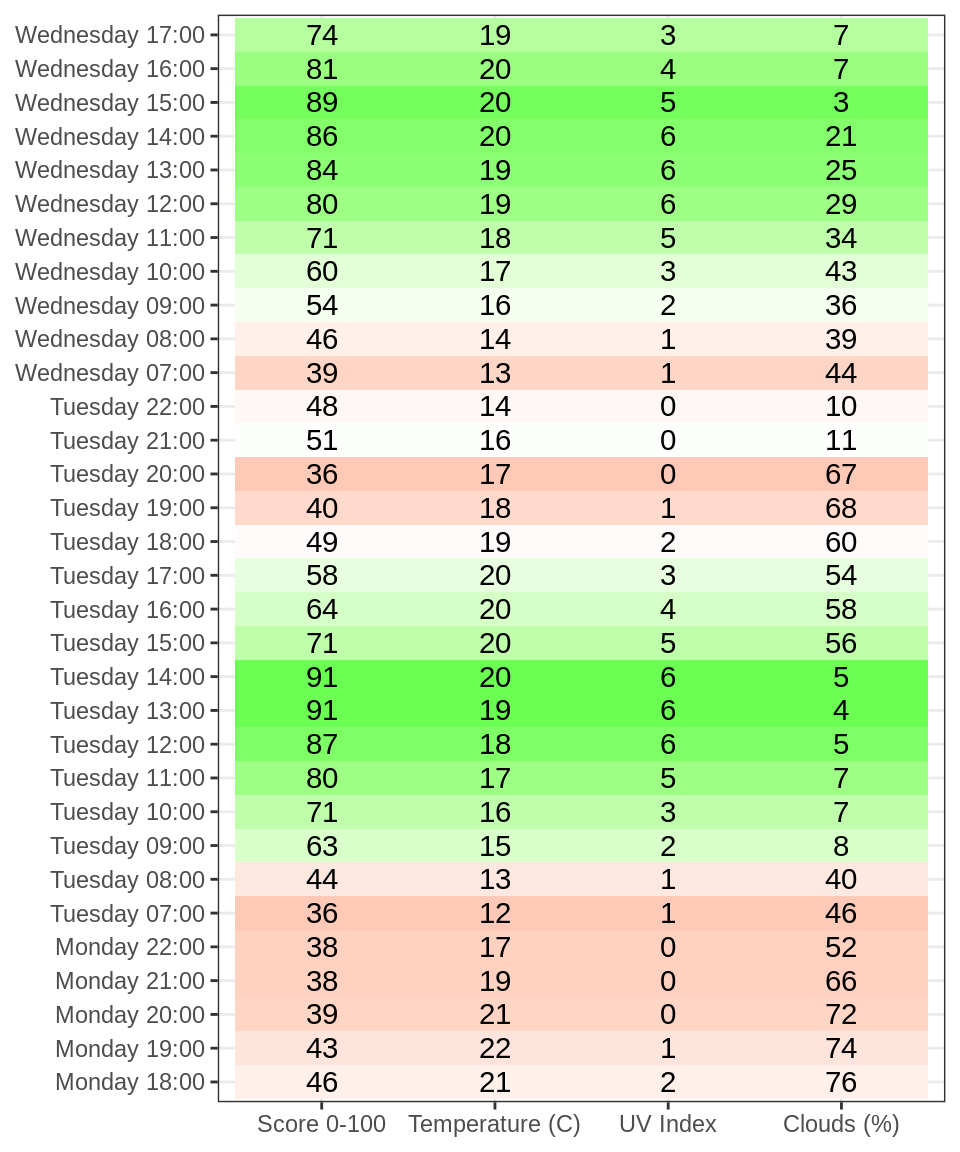 Wednesday 17:00 74 19 3 7
Wednesday 16:00 81 20 4 7
Wednesday 15:00 89 20 5 3
Wednesday 14:00 86 20 6 21
Wednesday 13:00 84 19 6 25
Wednesday 12:00 80 19 6 29
Wednesday 11:00 71 18 5 34
Wednesday 10:00 60 17 3 43
Wednesday 09:00 54 16 2 36
Wednesday 08:00 46 14 1 39
Wednesday 07:00 39 13 1 44
Tuesday 22:00 48 14 0 10
Tuesday 21:00 51 16 0 11
Tuesday 20:00 36 17 0 67
Tuesday 19:00 40 18 1 68
Tuesday 18:00 49 19 2 60
Tuesday 17:00 58 20 3 54
Tuesday 16:00 64 20 4 58
Tuesday 15:00 71 20 5 56
Tuesday 14:00 91 20 6 5
Tuesday 13:00 91 19 6 4
Tuesday 12:00 87 18 6 5
Tuesday 11:00 80 17 5 7
Tuesday 10:00 71 16 3 7
Tuesday 09:00 63 15 2 8
Tuesday 08:00 44 13 1 40
Tuesday 07:00 36 12 1 46
Monday 22:00 38 17 0 52
Monday 21:00 38 19 0 66
Monday 20:00 39 21 0 72
Monday 19:00 43 22 1 74
Monday 18:00 46 21 2 76
Score 0-100 Temperature (C) UV Index Clouds (%)